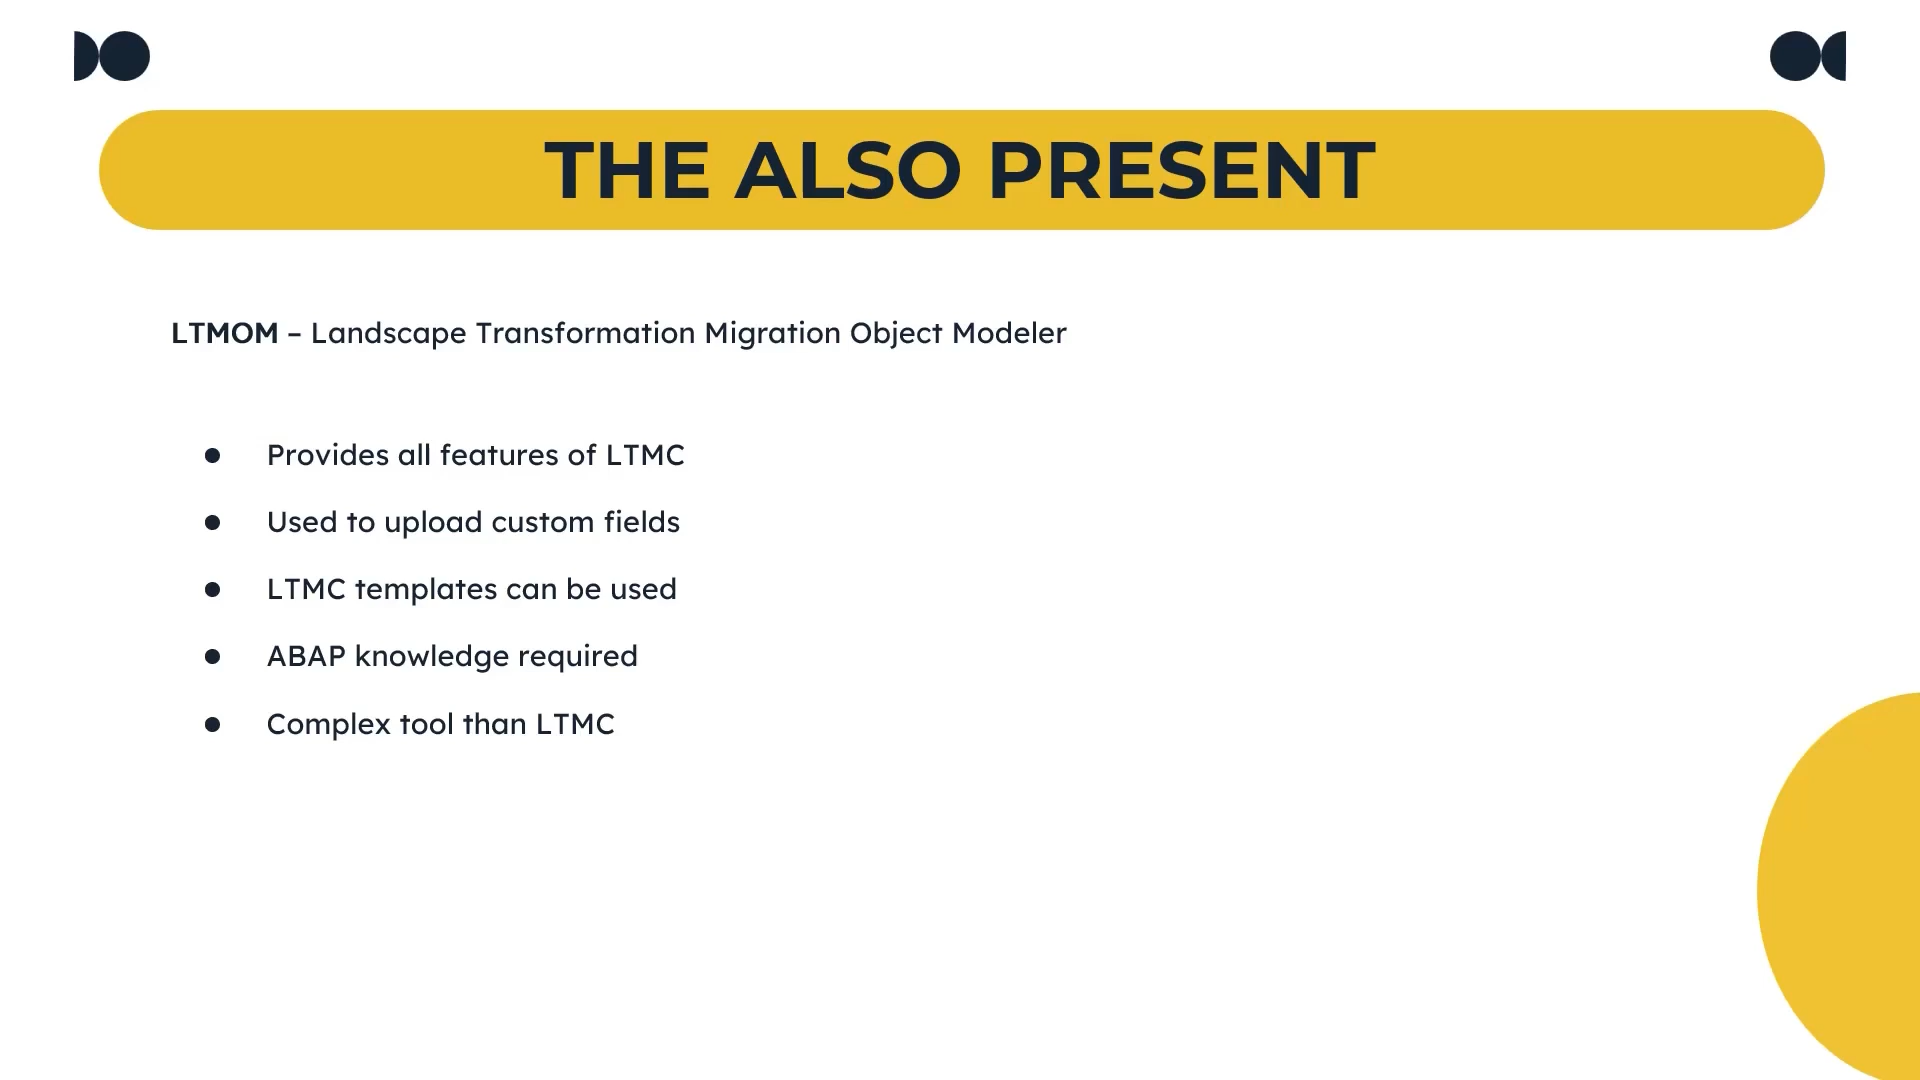 THE ALSO PRESENT
LTMOM – Landscape Transformation Migration Object Modeler
● Provides all features of LTMC
● Used to upload custom fields
● LTMC templates can be used
● ABAP knowledge required
● Complex tool than LTMC